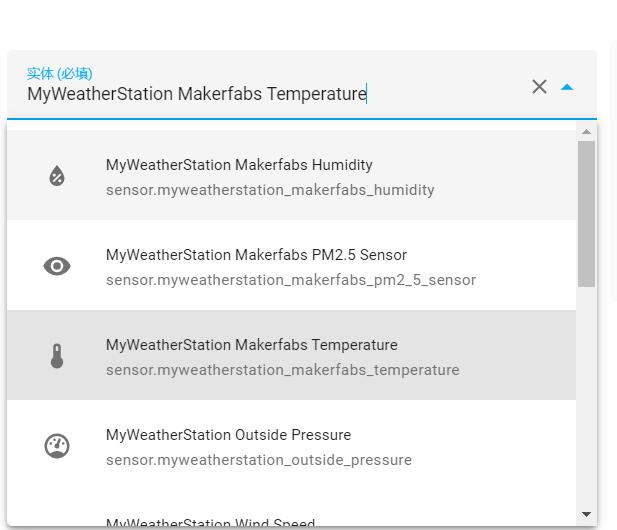 实体 (必填)
MyWeatherStation Makerfabs Temperature
MyWeatherStation Makerfabs Humidity
sensor.myweatherstation_makerfabs_humidity
MyWeatherStation Makerfabs PM2.5 Sensor
sensor.myweatherstation_makerfabs_pm2_5_sensor
MyWeatherStation Makerfabs Temperature
sensor.myweatherstation_makerfabs_temperature
MyWeatherStation Outside Pressure
sensor.myweatherstation_outside_pressure
MyWeatherStation Wind Speed